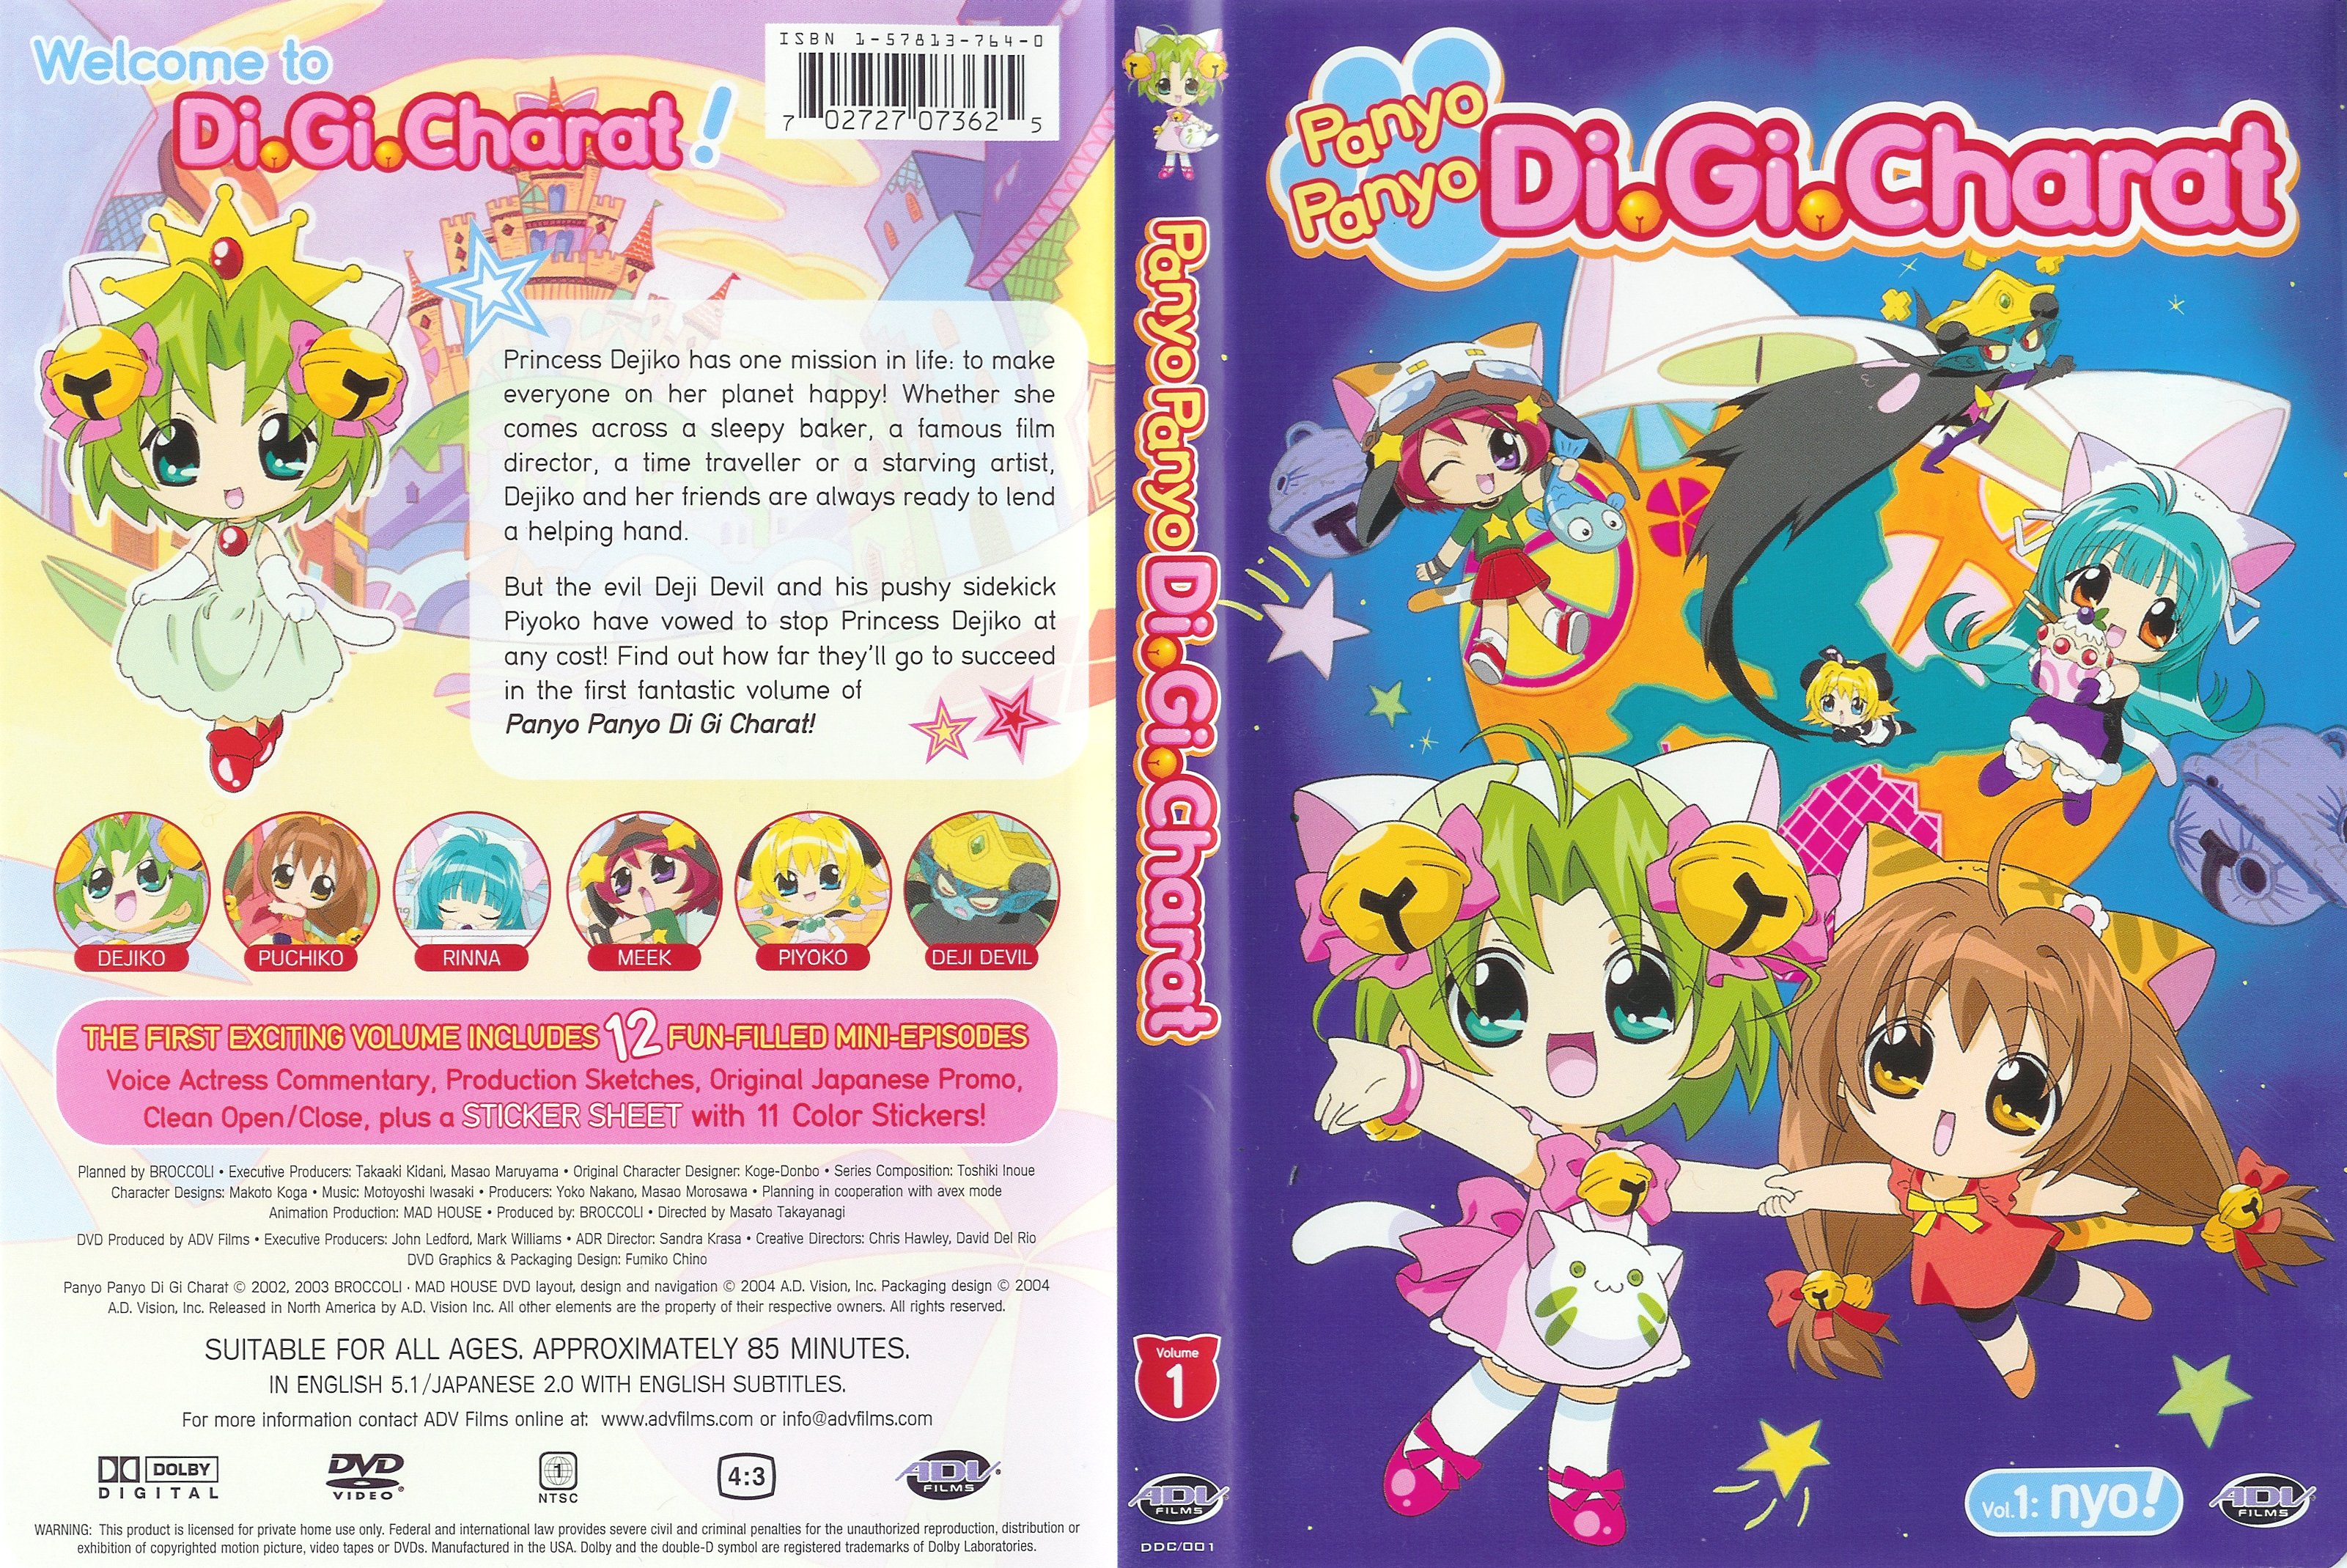 Welcome to
Di.Gi.Charat!
ISBN 1-57813-764-0
7 02727 07362 5
Princess Dejiko has one mission in life: to make
everyone on her planet happy! Whether she
comes across a sleepy baker, a famous film
director, a time traveller or a starving artist,
Dejiko and her friends are always ready to lend
a helping hand.
But the evil Deji Devil and his pushy sidekick
Piyoko have vowed to stop Princess Dejiko at
any cost! Find out how far they'll go to succeed
in the first fantastic volume of
Panyo Panyo Di Gi Charat!
DEJIKO
PUCHIKO
RINNA
MEEK
PIYOKO
DEJI DEVIL
THE FIRST EXCITING VOLUME INCLUDES 12 FUN-FILLED MINI-EPISODES
Voice Actress Commentary, Production Sketches, Original Japanese Promo,
Clean Open/Close, plus a STICKER SHEET with 11 Color Stickers!
Planned by BROCCOLI • Executive Producers: Takaaki Kidani, Masao Maruyama • Original Character Designer: Koge-Donbo • Series Composition: Toshiki Inoue
Character Designs: Makoto Koga • Music: Motoyoshi Iwasaki • Producers: Yoko Nakano, Masao Morosawa • Planning in cooperation with avex mode
Animation Production: MAD HOUSE • Produced by: BROCCOLI • Directed by Masato Takayanagi
DVD Produced by ADV Films • Executive Producers: John Ledford, Mark Williams • ADR Director: Sandra Krasa • Creative Directors: Chris Hawley, David Del Rio
DVD Graphics & Packaging Design: Fumiko Chino
Panyo Panyo Di Gi Charat © 2002, 2003 BROCCOLI · MAD HOUSE DVD layout, design and navigation © 2004 A.D. Vision, Inc. Packaging design © 2004
A.D. Vision, Inc. Released in North America by A.D. Vision Inc. All other elements are the property of their respective owners. All rights reserved.
SUITABLE FOR ALL AGES. APPROXIMATELY 85 MINUTES.
IN ENGLISH 5.1/JAPANESE 2.0 WITH ENGLISH SUBTITLES.
For more information contact ADV Films online at: www.advfilms.com or info@advfilms.com
DOLBY
DIGITAL
DVD
VIDEO
1
NTSC
4:3
ADV
FILMS
WARNING: This product is licensed for private home use only. Federal and international law provides severe civil and criminal penalties for the unauthorized reproduction, distribution or
exhibition of copyrighted motion picture, video tapes or DVDs. Manufactured in the USA. Dolby and the double-D symbol are registered trademarks of Dolby Laboratories.
Panyo Panyo Di.Gi.Charat
Volume
1
ADV
FILMS
DDC/001
Panyo
Panyo
Di.Gi.Charat
Vol.1: nyo!
ADV
FILMS